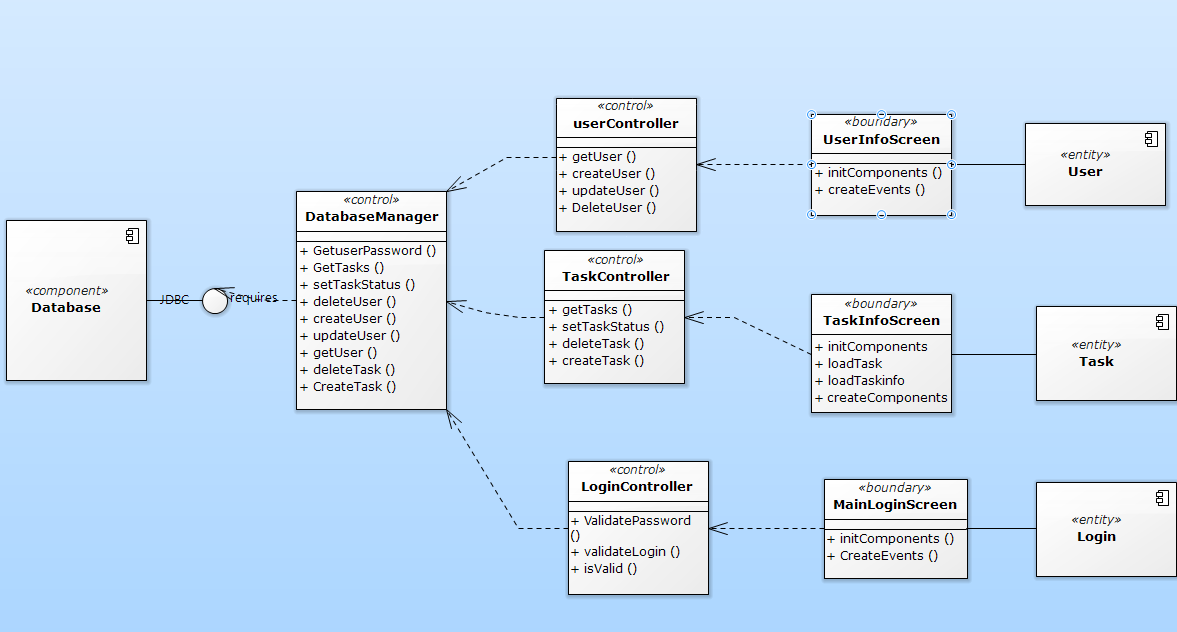 «component»
Database
JDBC
requires
«control»
DatabaseManager
+ GetuserPassword ()
+ GetTasks ()
+ setTaskStatus ()
+ deleteUser ()
+ createUser ()
+ updateUser ()
+ getUser ()
+ deleteTask ()
+ CreateTask ()
«control»
userController
+ getUser ()
+ createUser ()
+ updateUser ()
+ DeleteUser ()
«control»
TaskController
+ getTasks ()
+ setTaskStatus ()
+ deleteTask ()
+ createTask ()
«control»
LoginController
+ ValidatePassword
()
+ validateLogin ()
+ isValid ()
«boundary»
UserInfoScreen
+ initComponents ()
+ createEvents ()
«boundary»
TaskInfoScreen
+ initComponents
+ loadTask
+ loadTaskinfo
+ createComponents
«boundary»
MainLoginScreen
+ initComponents ()
+ CreateEvents ()
«entity»
User
«entity»
Task
«entity»
Login